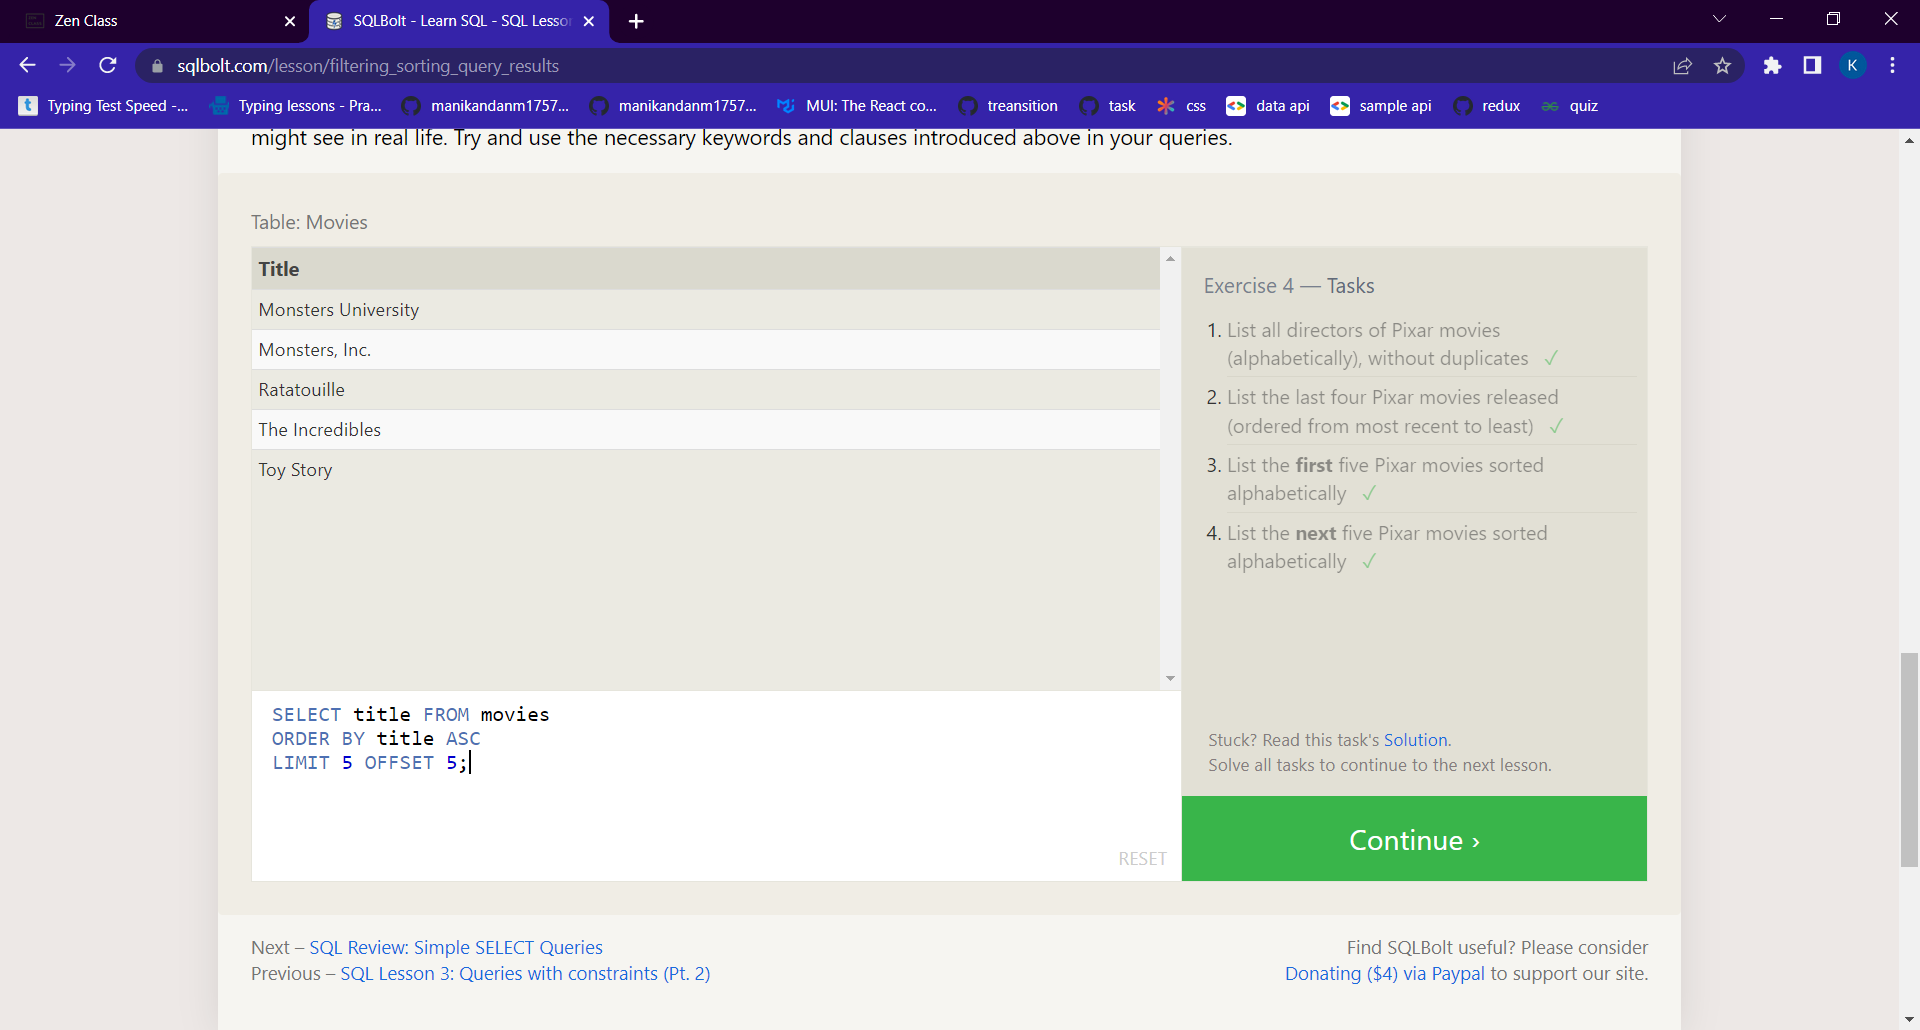 Zen Class
SQLBolt - Learn SQL - SQL Lesson
sqlbolt.com/lesson/filtering_sorting_query_results
K
Typing Test Speed -...
Typing lessons - Pra...
manikandanm1757...
manikandanm1757...
MUI: The React co...
treansition
task
css
data api
sample api
redux
quiz
might see in real life. Try and use the necessary keywords and clauses introduced above in your queries.
Table: Movies
Title
Monsters University
Monsters, Inc.
Ratatouille
The Incredibles
Toy Story
SELECT title FROM movies
ORDER BY title ASC
LIMIT 5 OFFSET 5;
RESET
Exercise 4 — Tasks
1. List all directors of Pixar movies
(alphabetically), without duplicates ✓
2. List the last four Pixar movies released
(ordered from most recent to least) ✓
3. List the first five Pixar movies sorted
alphabetically ✓
4. List the next five Pixar movies sorted
alphabetically ✓
Stuck? Read this task's Solution.
Solve all tasks to continue to the next lesson.
Continue ›
Next – SQL Review: Simple SELECT Queries
Previous – SQL Lesson 3: Queries with constraints (Pt. 2)
Find SQLBolt useful? Please consider
Donating ($4) via Paypal to support our site.